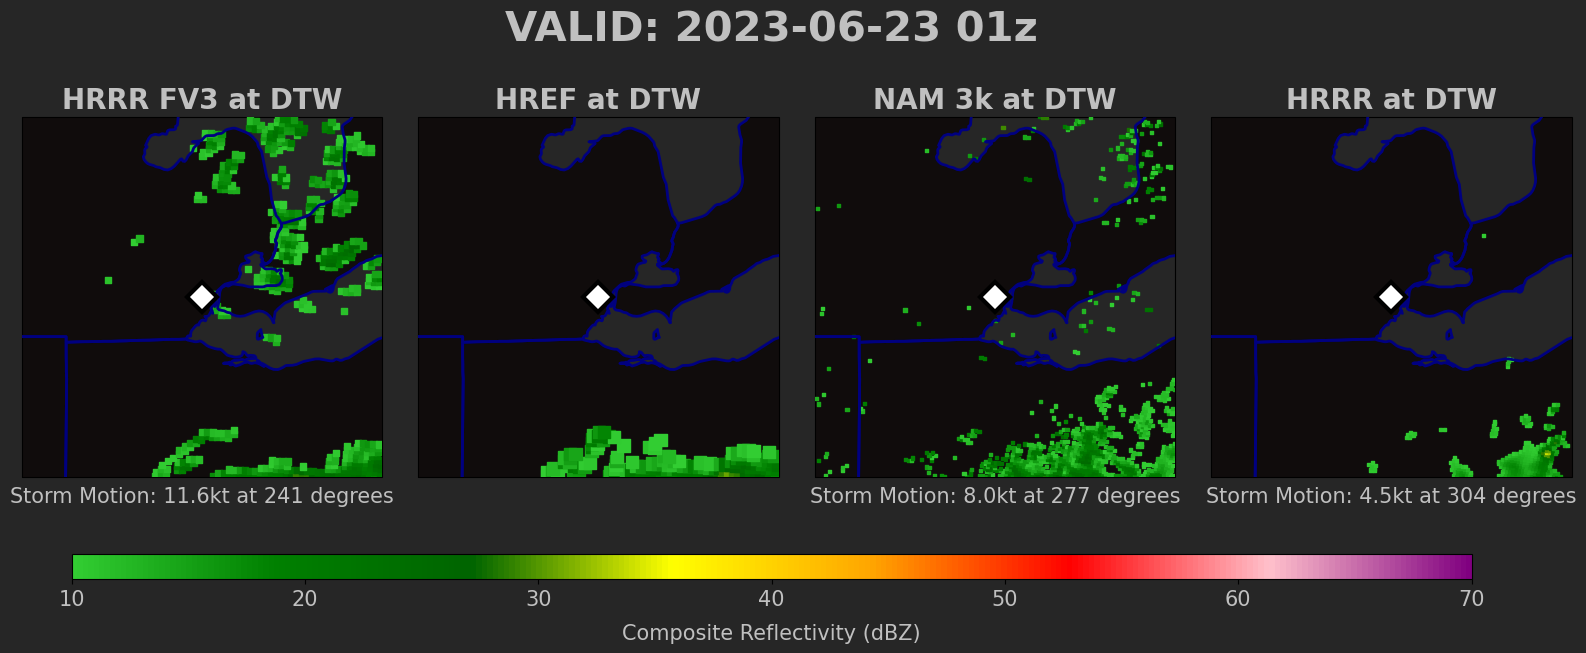 VALID: 2023-06-23 01z
HRRR FV3 at DTW
HREF at DTW
NAM 3k at DTW
HRRR at DTW
Storm Motion: 11.6kt at 241 degrees
Storm Motion: 8.0kt at 277 degrees
Storm Motion: 4.5kt at 304 degrees
10 20 30 40 50 60 70
Composite Reflectivity (dBZ)